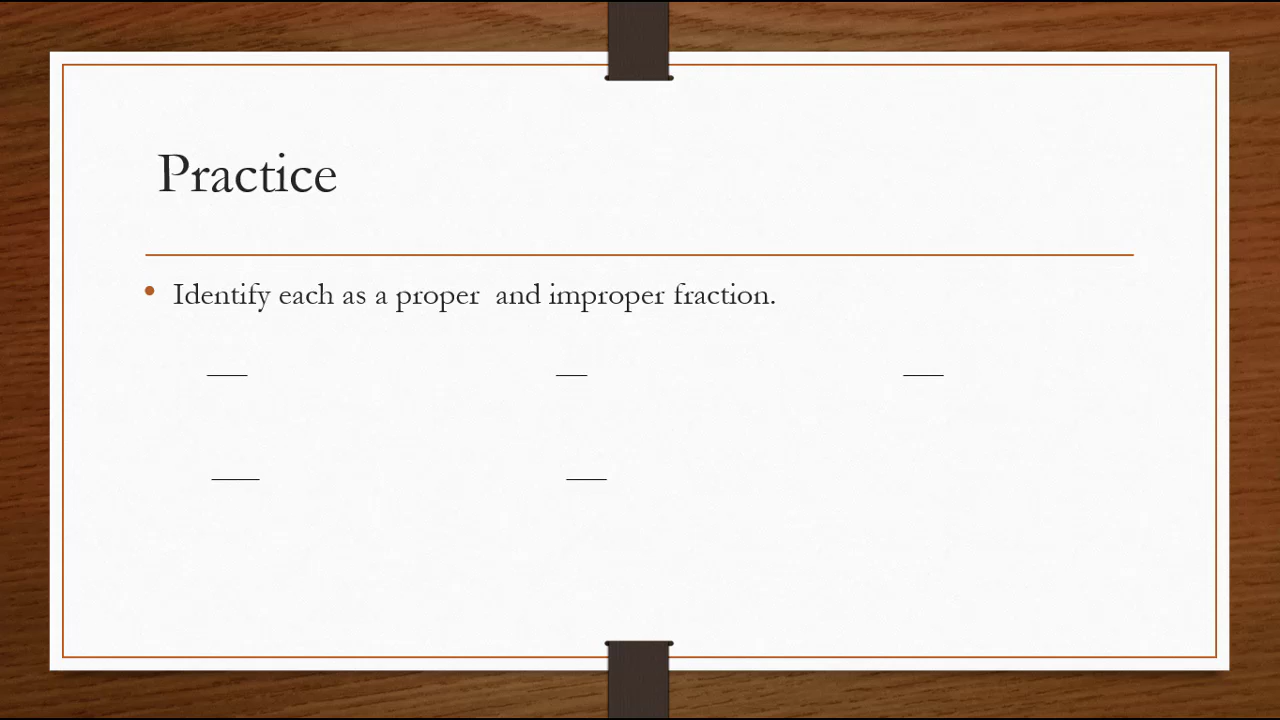 Practice
• Identify each as a proper  and improper fraction.